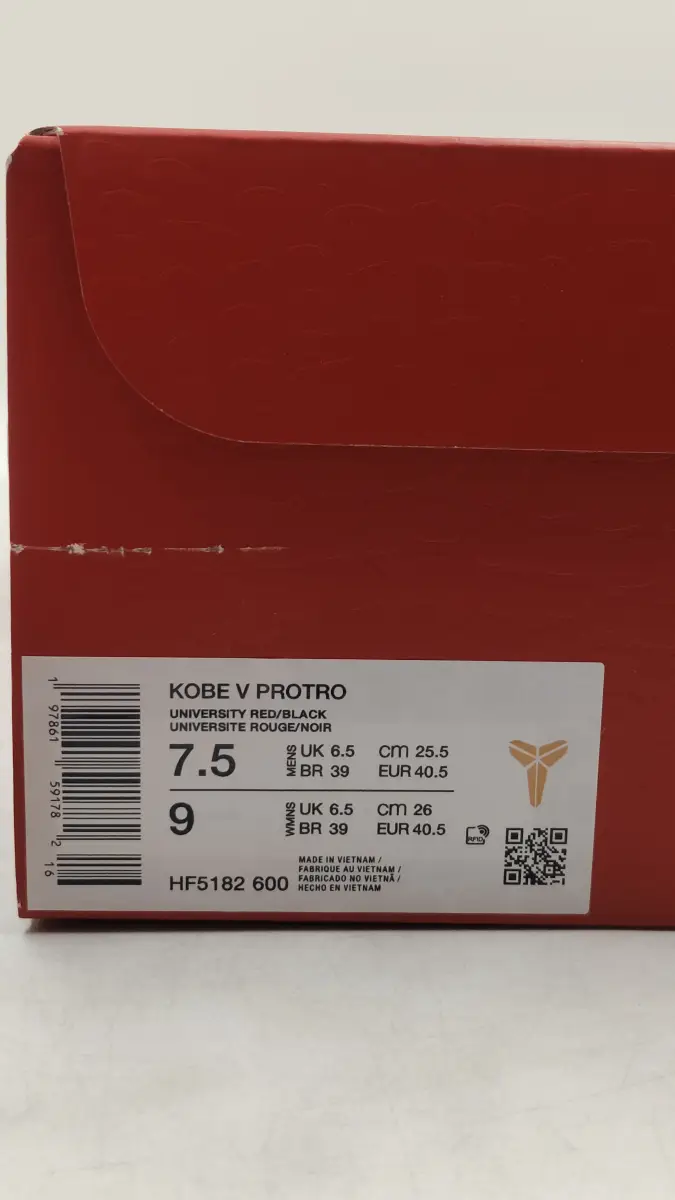 KOBE V PROTRO
UNIVERSITY RED/BLACK
UNIVERSITE ROUGE/NOIR
7.5 MENS UK 6.5 cm 25.5
BR 39 EUR 40.5
9 WMNS UK 6.5 cm 26
BR 39 EUR 40.5
RFID
HF5182 600
MADE IN VIETNAM /
FABRIQUE AU VIETNAM /
FABRICADO NO VIETNÃ /
HECHO EN VIETNAM
1 97861 59178 2 16